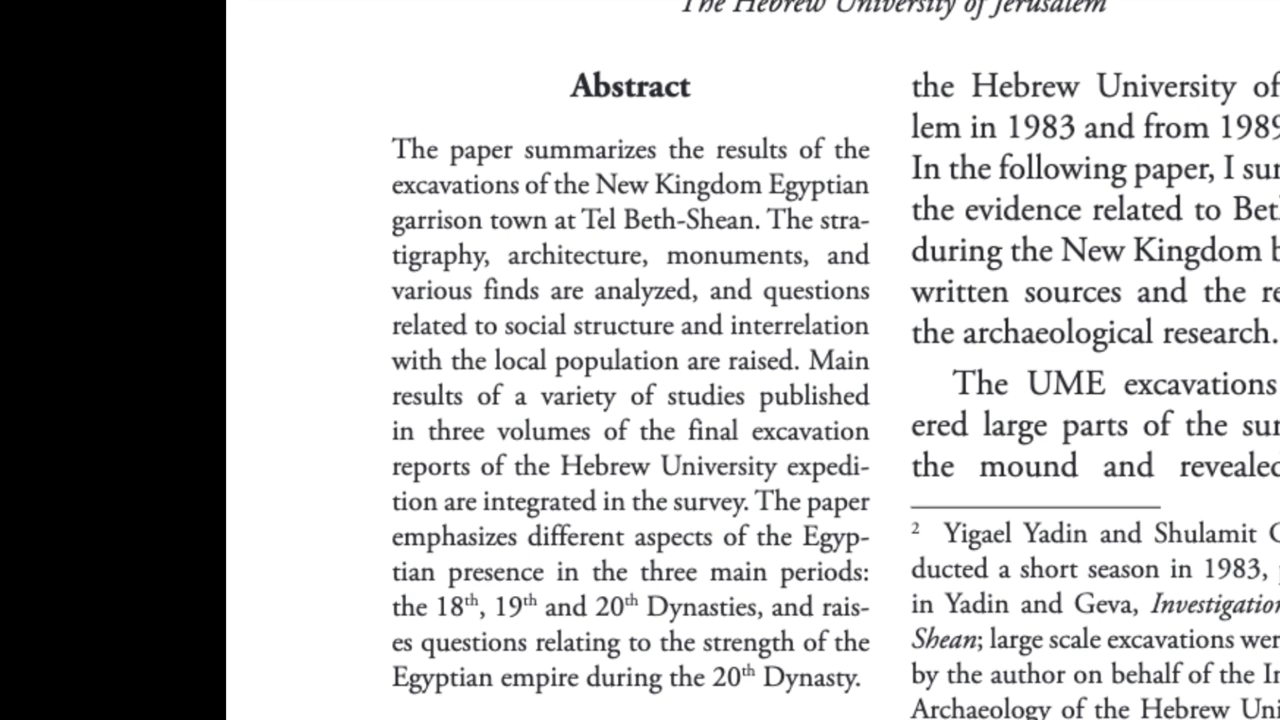 The Hebrew University of Jerusalem
Abstract
The paper summarizes the results of the
excavations of the New Kingdom Egyptian
garrison town at Tel Beth-Shean. The stra-
tigraphy, architecture, monuments, and
various finds are analyzed, and questions
related to social structure and interrelation
with the local population are raised. Main
results of a variety of studies published
in three volumes of the final excavation
reports of the Hebrew University expedi-
tion are integrated in the survey. The paper
emphasizes different aspects of the Egyp-
tian presence in the three main periods:
the 18th, 19th and 20th Dynasties, and rais-
es questions relating to the strength of the
Egyptian empire during the 20th Dynasty.
the Hebrew University of
lem in 1983 and from 1989
In the following paper, I
the evidence related to
during the New Kingdom
written sources and the
the archaeological research.
The UME excavations
ered large parts of the
the mound and revealed
2 Yigael Yadin and Shulamit
ducted a short season in 1983,
in Yadin and Geva,
Shean; large scale excavations
by the author on behalf of the
Archaeology of the Hebrew